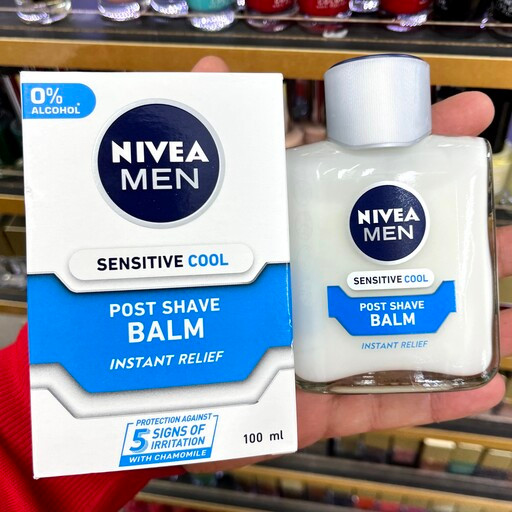 0%
ALCOHOL*
NIVEA
MEN
SENSITIVE COOL
POST SHAVE
BALM
INSTANT RELIEF
PROTECTION AGAINST
5 SIGNS OF
IRRITATION
WITH CHAMOMILE
100 ml
NIVEA
MEN
SENSITIVE COOL
POST SHAVE
BALM
INSTANT RELIEF